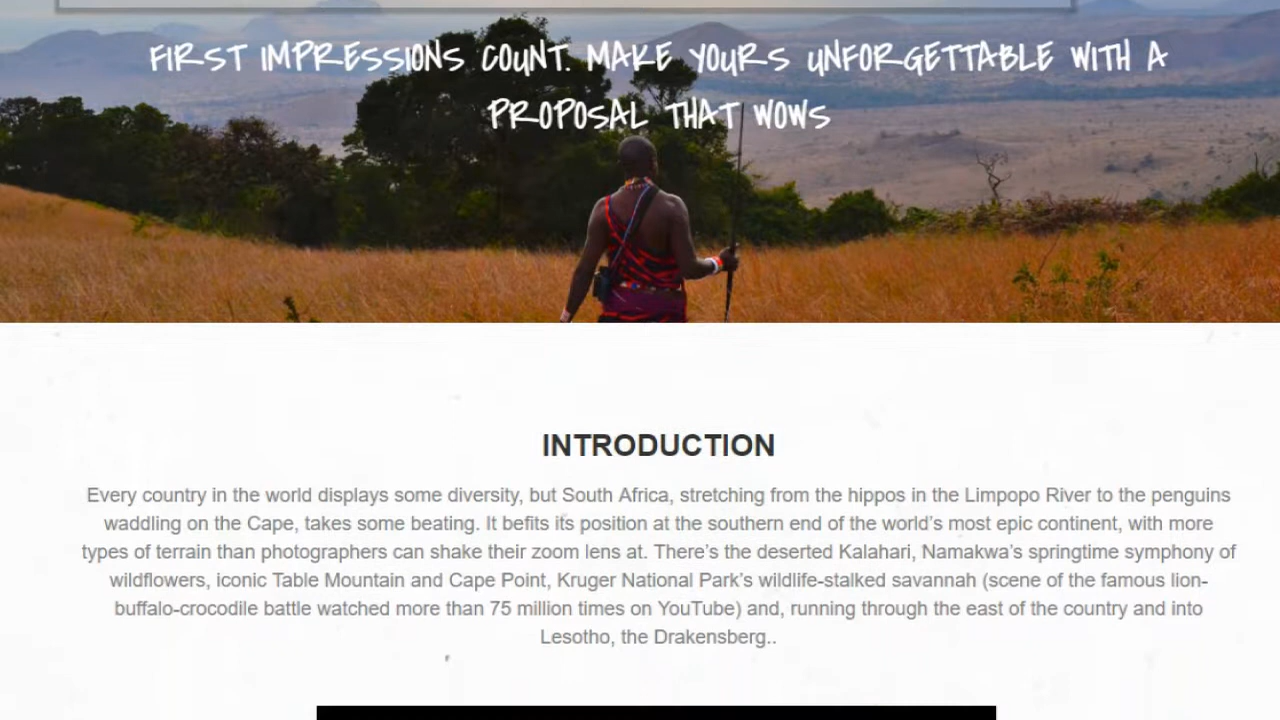 FIRST IMPRESSIONS COUNT. MAKE YOURS UNFORGETTABLE WITH A
PROPOSAL THAT WOWS
INTRODUCTION
Every country in the world displays some diversity, but South Africa, stretching from the hippos in the Limpopo River to the penguins
waddling on the Cape, takes some beating. It befits its position at the southern end of the world’s most epic continent, with more
types of terrain than photographers can shake their zoom lens at. There’s the deserted Kalahari, Namakwa’s springtime symphony of
wildflowers, iconic Table Mountain and Cape Point, Kruger National Park’s wildlife-stalked savannah (scene of the famous lion-
buffalo-crocodile battle watched more than 75 million times on YouTube) and, running through the east of the country and into
Lesotho, the Drakensberg..